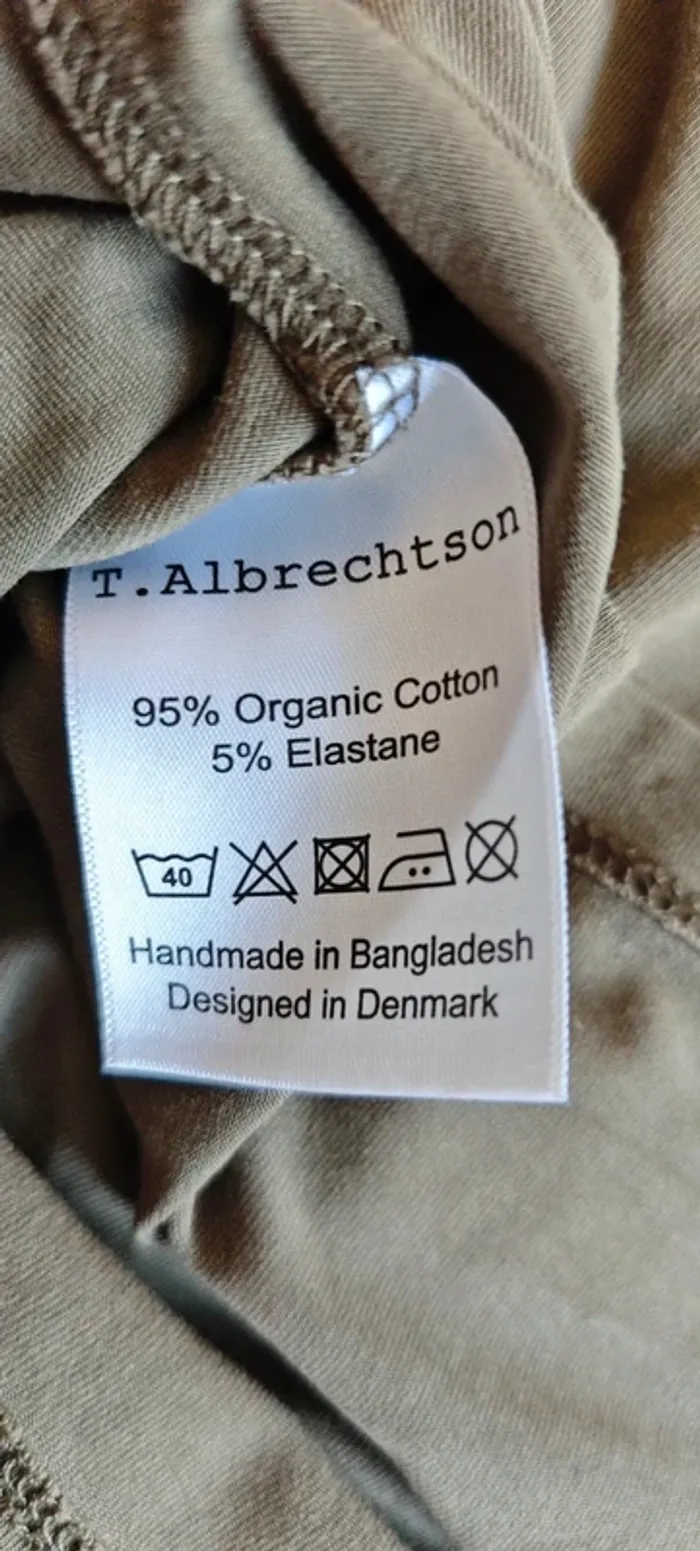 T.Albrechtson
95% Organic Cotton
5% Elastane
40
Handmade in Bangladesh
Designed in Denmark